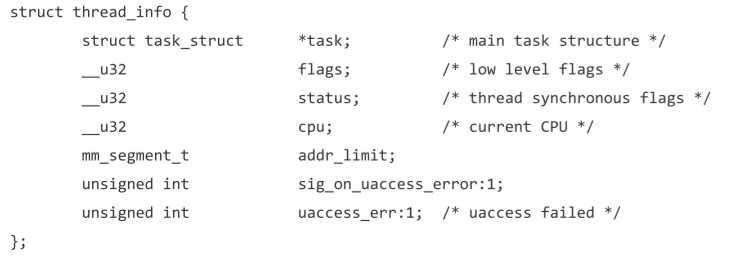 struct thread_info {
        struct task_struct      *task;          /* main task structure */
        __u32                   flags;          /* low level flags */
        __u32                   status;         /* thread synchronous flags */
        __u32                   cpu;            /* current CPU */
        mm_segment_t            addr_limit;
        unsigned int            sig_on_uaccess_error:1;
        unsigned int            uaccess_err:1;  /* uaccess failed */
};